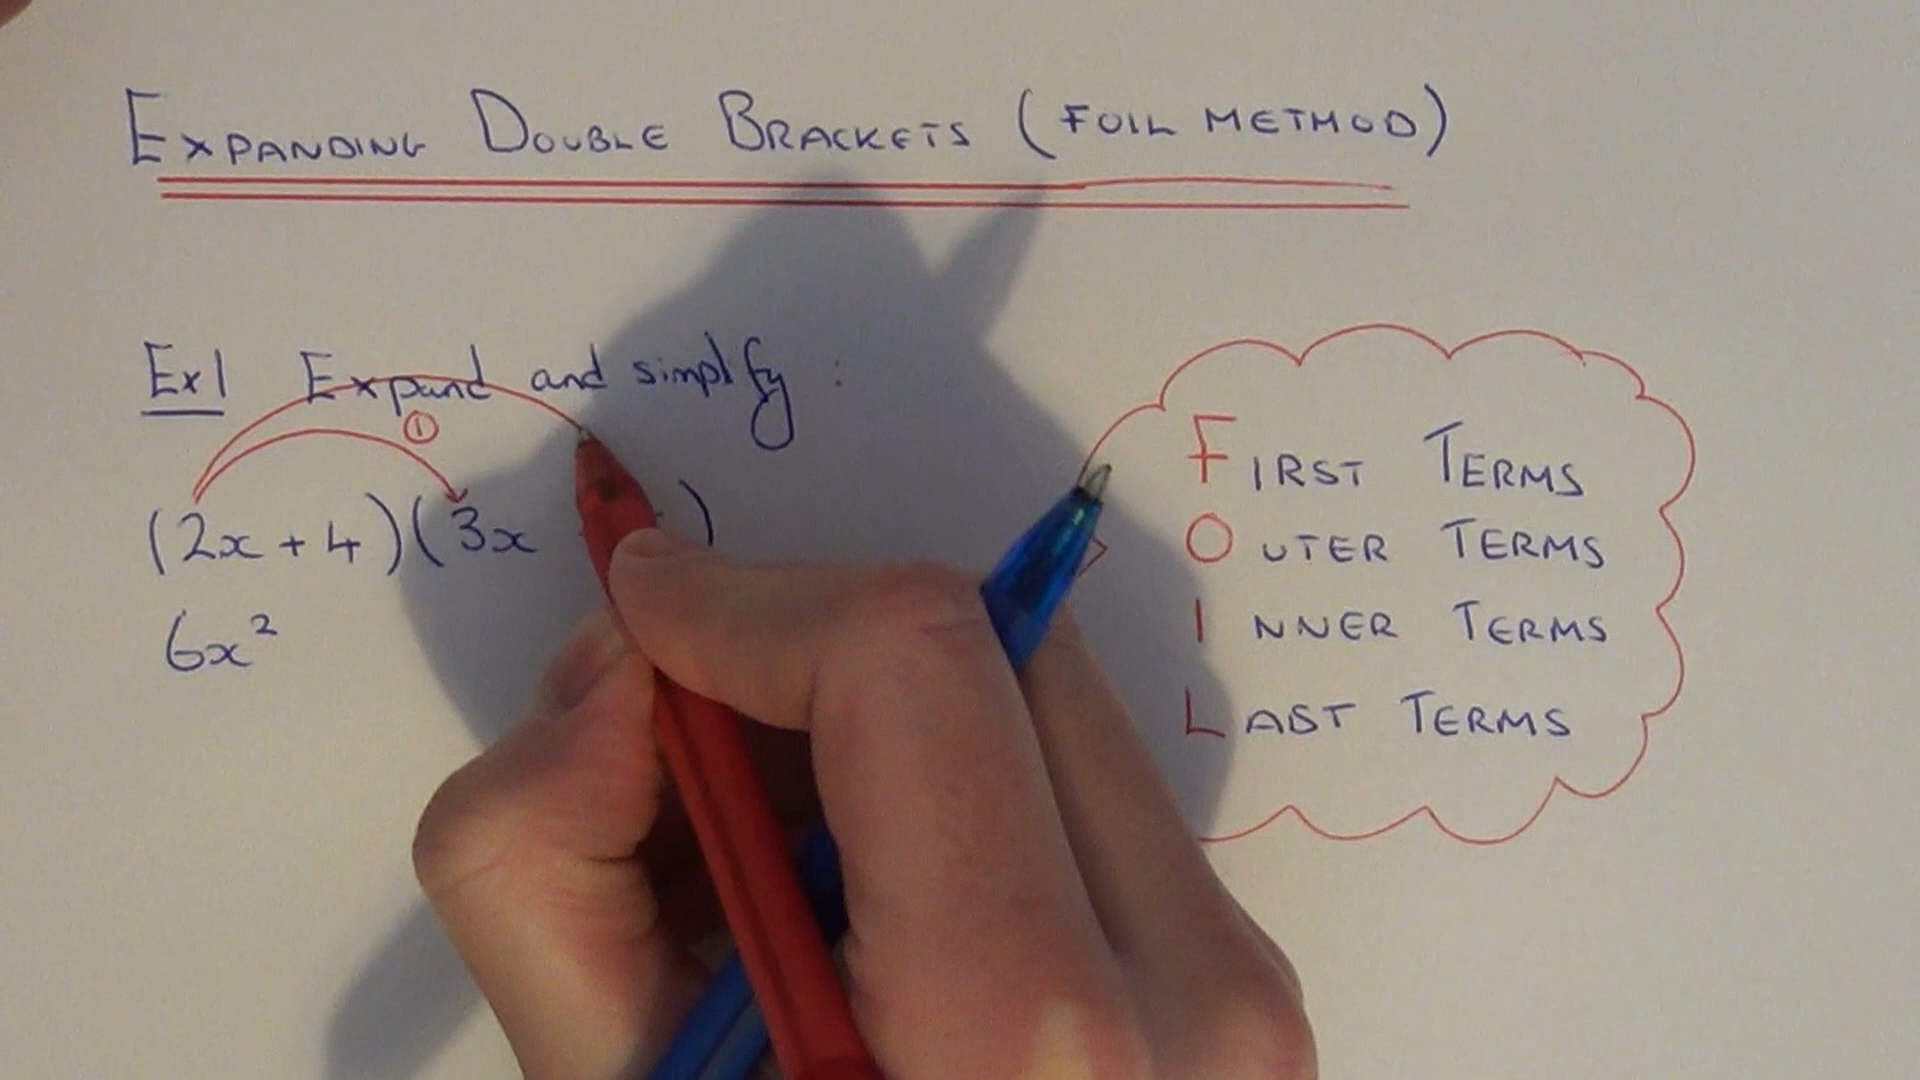 EXPANDING DOUBLE BRACKETS (FOIL METHOD)
Ex1 Expand and simplify :
①
(2x + 4)(3x )
6x²
FIRST TERMS
OUTER TERMS
INNER TERMS
LAST TERMS